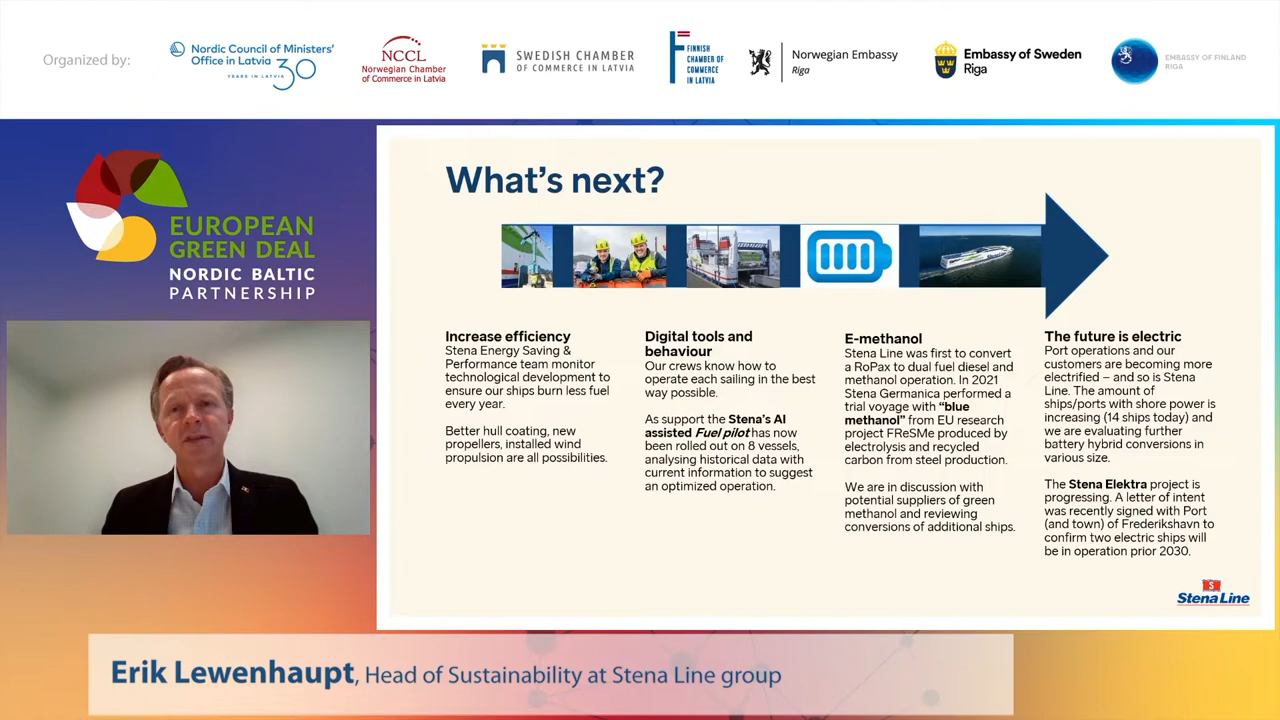 Organized by:
Nordic Council of Ministers'
Office in Latvia
YEARS IN LATVIA 30
NCCL
Norwegian Chamber
of Commerce in Latvia
SWEDISH CHAMBER
OF COMMERCE IN LATVIA
FINNISH
CHAMBER OF
COMMERCE
IN LATVIA
Norwegian Embassy
Riga
Embassy of Sweden
Riga
EMBASSY OF FINLAND
RIGA
EUROPEAN
GREEN DEAL
NORDIC BALTIC
PARTNERSHIP
What's next?
Increase efficiency
Stena Energy Saving &
Performance team monitor
technological development to
ensure our ships burn less fuel
every year.
Better hull coating, new
propellers, installed wind
propulsion are all possibilities.
Digital tools and
behaviour
Our crews know how to
operate each sailing in the best
way possible.
As support the Stena's AI
assisted Fuel pilot has now
been rolled out on 8 vessels,
analysing historical data with
current information to suggest
an optimized operation.
E-methanol
Stena Line was first to convert
a RoPax to dual fuel diesel and
methanol operation. In 2021
Stena Germanica performed a
trial voyage with "blue
methanol" from EU research
project FReSMe produced by
electrolysis and recycled
carbon from steel production.
We are in discussion with
potential suppliers of green
methanol and reviewing
conversions of additional ships.
The future is electric
Port operations and our
customers are becoming more
electrified – and so is Stena
Line. The amount of
ships/ports with shore power is
increasing (14 ships today) and
we are evaluating further
battery hybrid conversions in
various size.
The Stena Elektra project is
progressing. A letter of intent
was recently signed with Port
(and town) of Frederikshavn to
confirm two electric ships will
be in operation prior 2030.
S
Stena Line
Erik Lewenhaupt, Head of Sustainability at Stena Line group